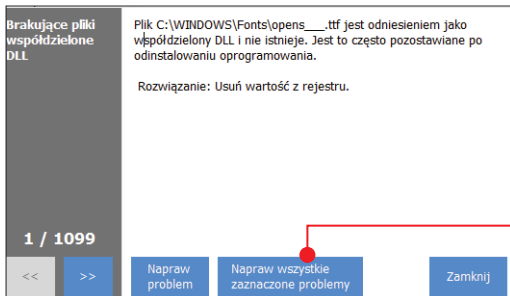 Brakujące pliki
współdzielone
DLL
Plik C:\WINDOWS\Fonts\opens___.ttf jest odniesieniem jako
współdzielony DLL i nie istnieje. Jest to często pozostawiane po
odinstalowaniu oprogramowania.
Rozwiązanie: Usuń wartość z rejestru.
1 / 1099
<< >>
Napraw
problem
Napraw wszystkie
zaznaczone problemy
Zamknij